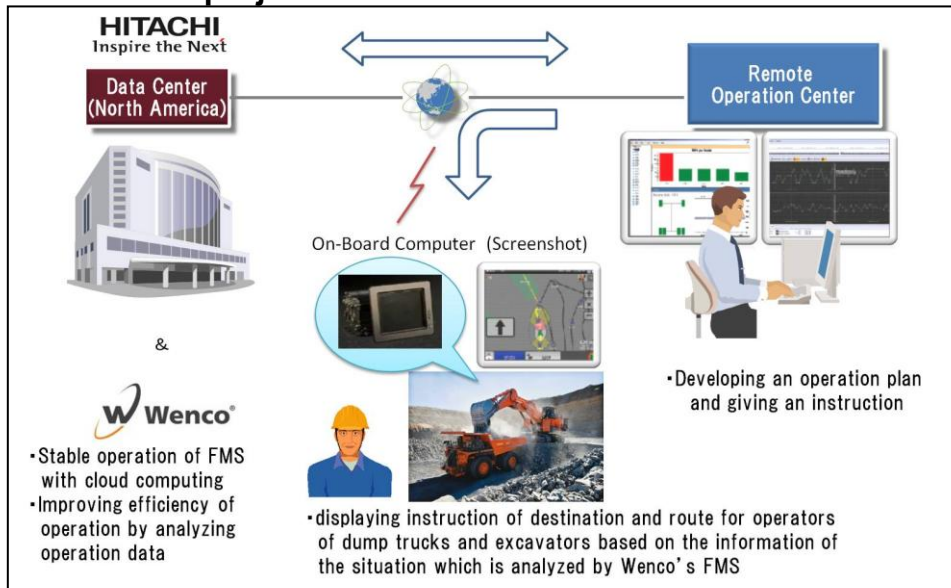 HITACHI
Inspire the Next
Data Center
(North America)
Remote
Operation Center
On-Board Computer (Screenshot)
&
Wenco®
・Stable operation of FMS
with cloud computing
・Improving efficiency of
operation by analyzing
operation data
・Developing an operation plan
and giving an instruction
・displaying instruction of destination and route for operators
of dump trucks and excavators based on the information of
the situation which is analyzed by Wenco's FMS